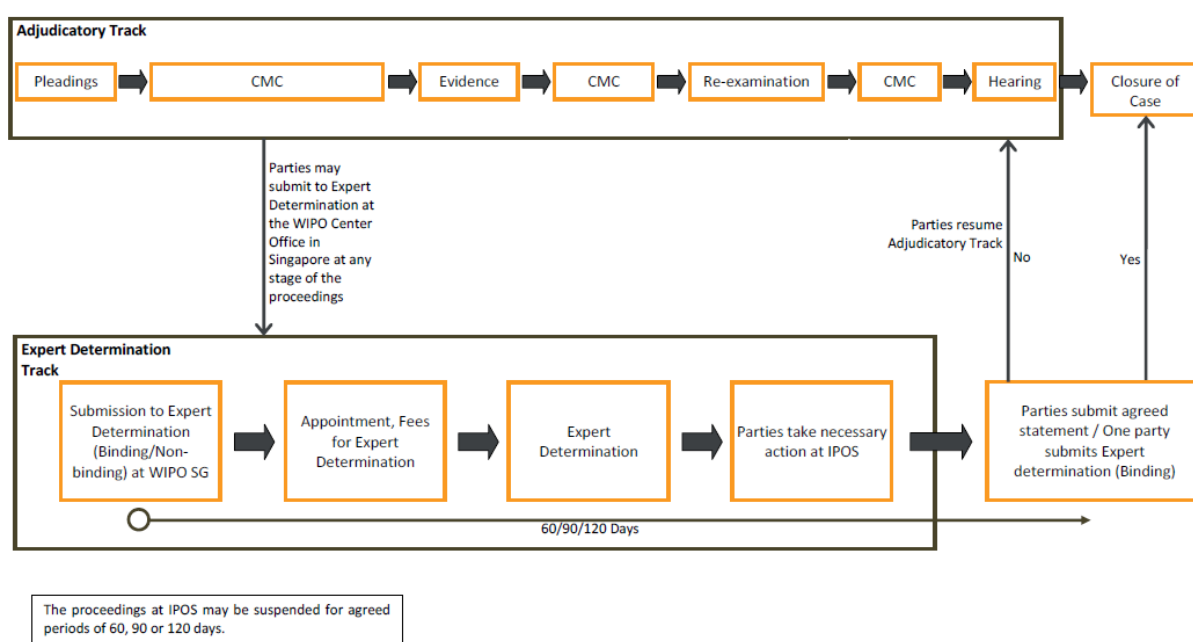 Adjudicatory Track
Pleadings
CMC
Evidence
CMC
Re-examination
CMC
Hearing
Closure of
Case
Parties may
submit to Expert
Determination at
the WIPO Center
Office in
Singapore at any
stage of the
proceedings
Parties resume
Adjudicatory Track
No
Yes
Expert Determination
Track
Submission to Expert
Determination
(Binding/Non-
binding) at WIPO SG
Appointment, Fees
for Expert
Determination
Expert
Determination
Parties take necessary
action at IPOS
Parties submit agreed
statement / One party
submits Expert
determination (Binding)
60/90/120 Days
The proceedings at IPOS may be suspended for agreed
periods of 60, 90 or 120 days.